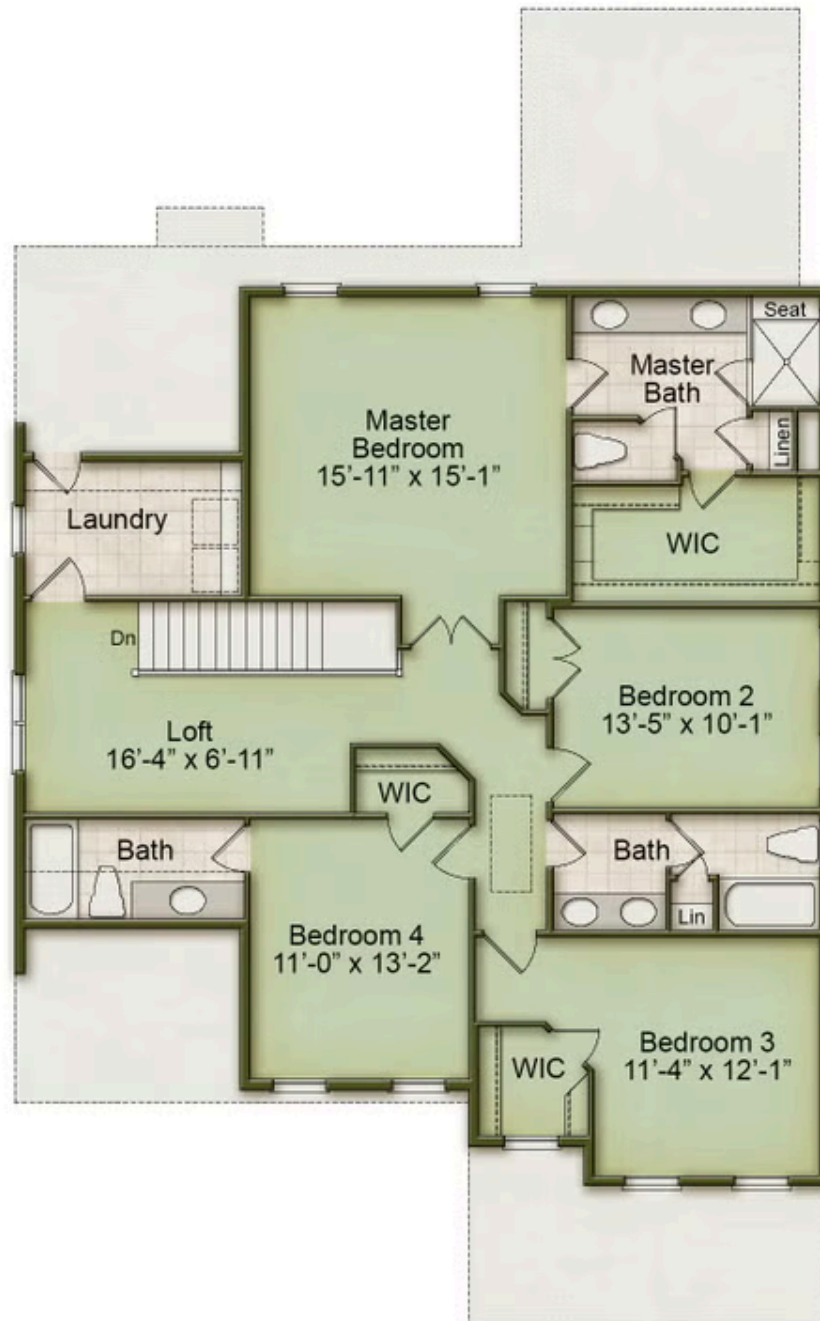 Seat
Master
Bath
Linen
Master
Bedroom
15’-11” x 15’-1”
Laundry
WIC
Dn
Bedroom 2
13’-5” x 10’-1”
Loft
16’-4” x 6’-11”
WIC
Bath
Bath
Lin
Bedroom 4
11’-0” x 13’-2”
Bedroom 3
11’-4” x 12’-1”
WIC